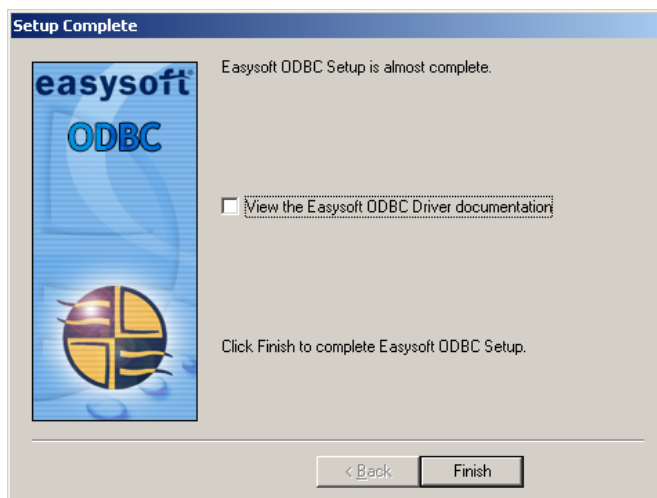 Setup Complete
easysoft
ODBC
Easysoft ODBC Setup is almost complete.
View the Easysoft ODBC Driver documentation
Click Finish to complete Easysoft ODBC Setup.
< Back
Finish